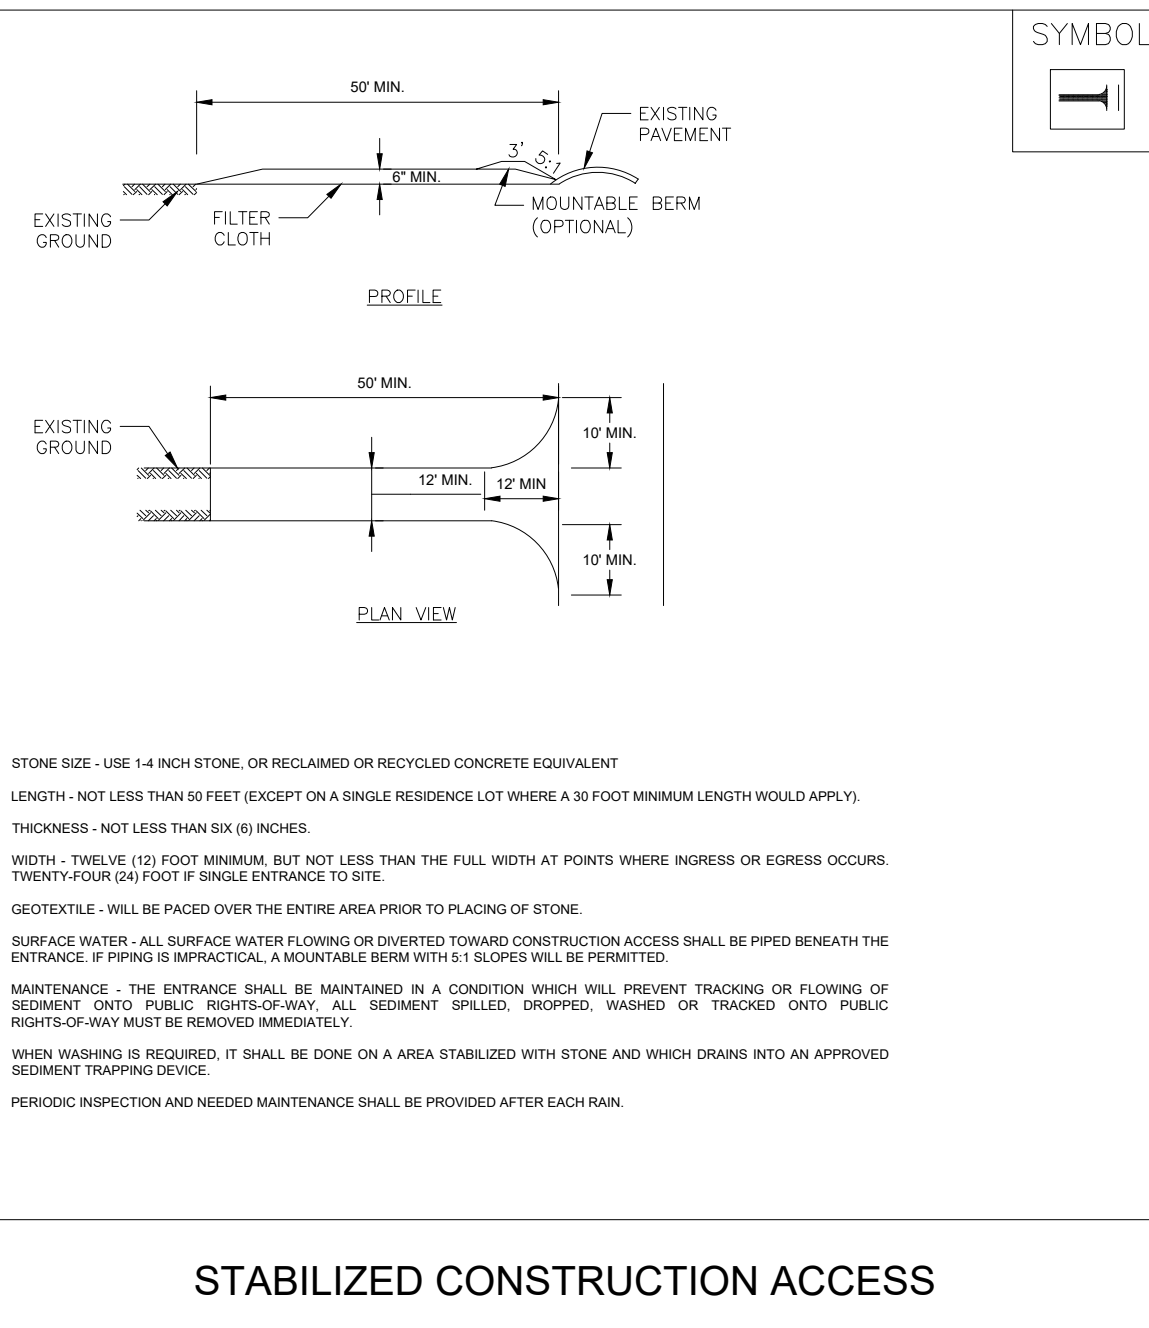 SYMBOL
50' MIN.
EXISTING
PAVEMENT
3'
5:1
6" MIN.
MOUNTABLE BERM
(OPTIONAL)
EXISTING
GROUND
FILTER
CLOTH
PROFILE
50' MIN.
EXISTING
GROUND
10' MIN.
12' MIN.
12' MIN
10' MIN.
PLAN VIEW
STONE SIZE - USE 1-4 INCH STONE, OR RECLAIMED OR RECYCLED CONCRETE EQUIVALENT
LENGTH - NOT LESS THAN 50 FEET (EXCEPT ON A SINGLE RESIDENCE LOT WHERE A 30 FOOT MINIMUM LENGTH WOULD APPLY).
THICKNESS - NOT LESS THAN SIX (6) INCHES.
WIDTH - TWELVE (12) FOOT MINIMUM, BUT NOT LESS THAN THE FULL WIDTH AT POINTS WHERE INGRESS OR EGRESS OCCURS.
TWENTY-FOUR (24) FOOT IF SINGLE ENTRANCE TO SITE.
GEOTEXTILE - WILL BE PACED OVER THE ENTIRE AREA PRIOR TO PLACING OF STONE.
SURFACE WATER - ALL SURFACE WATER FLOWING OR DIVERTED TOWARD CONSTRUCTION ACCESS SHALL BE PIPED BENEATH THE
ENTRANCE. IF PIPING IS IMPRACTICAL, A MOUNTABLE BERM WITH 5:1 SLOPES WILL BE PERMITTED.
MAINTENANCE - THE ENTRANCE SHALL BE MAINTAINED IN A CONDITION WHICH WILL PREVENT TRACKING OR FLOWING OF
SEDIMENT ONTO PUBLIC RIGHTS-OF-WAY, ALL SEDIMENT SPILLED, DROPPED, WASHED OR TRACKED ONTO PUBLIC
RIGHTS-OF-WAY MUST BE REMOVED IMMEDIATELY.
WHEN WASHING IS REQUIRED, IT SHALL BE DONE ON A AREA STABILIZED WITH STONE AND WHICH DRAINS INTO AN APPROVED
SEDIMENT TRAPPING DEVICE.
PERIODIC INSPECTION AND NEEDED MAINTENANCE SHALL BE PROVIDED AFTER EACH RAIN.
STABILIZED CONSTRUCTION ACCESS